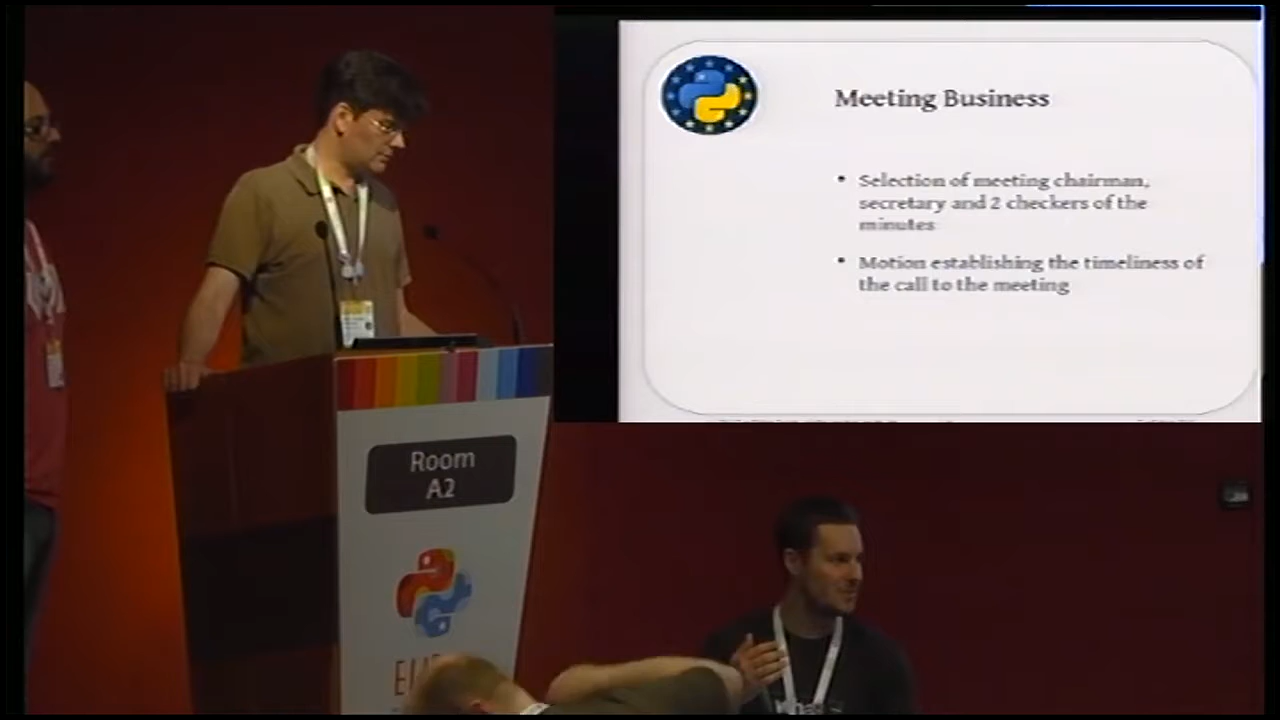 Meeting Business
• Selection of meeting chairman,
secretary and 2 checkers of the
minutes
• Motion establishing the timeliness of
the call to the meeting
Room
A2